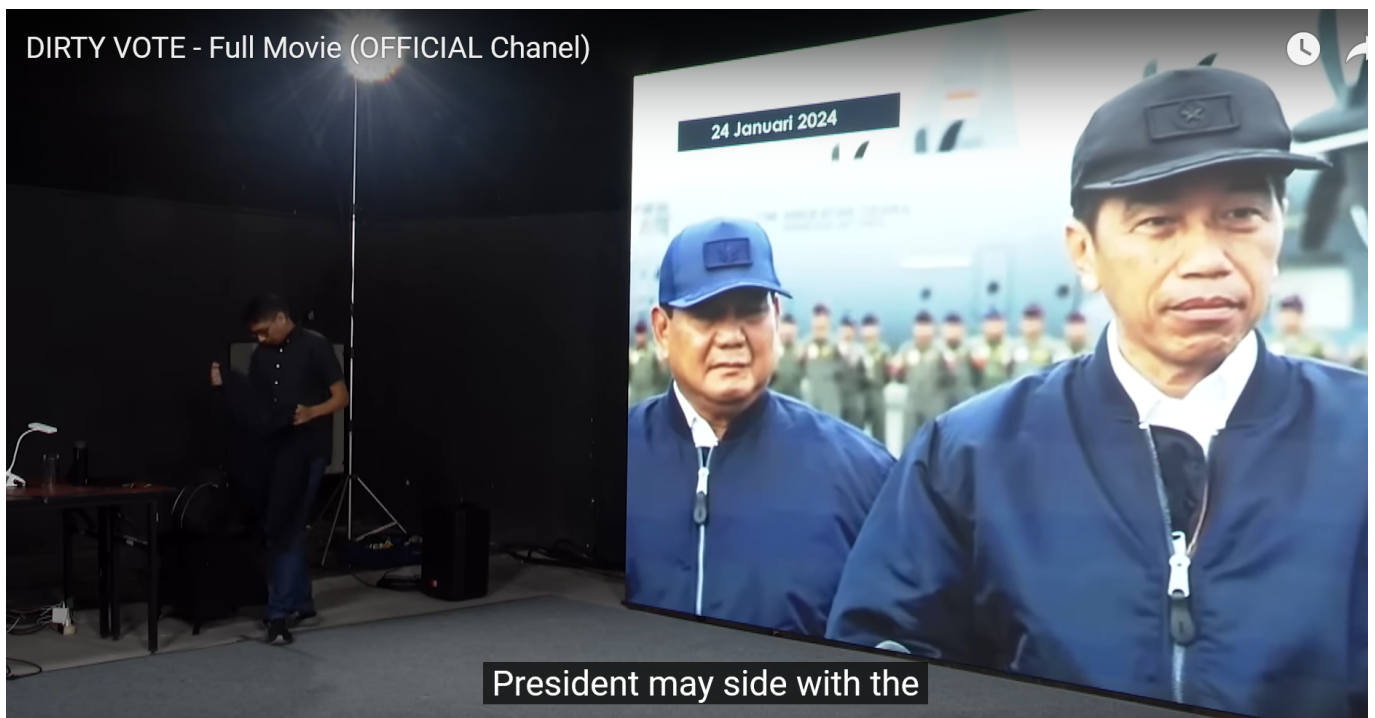 DIRTY VOTE - Full Movie (OFFICIAL Chanel)
24 Januari 2024
President may side with the